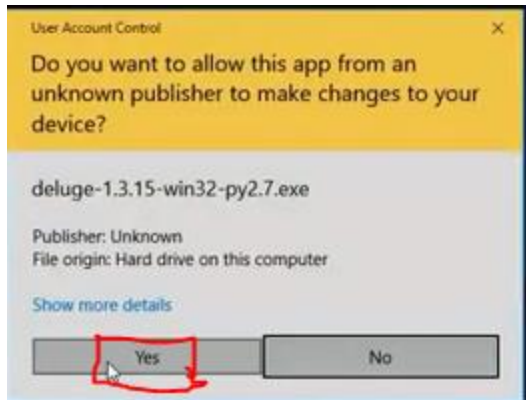 User Account Control
Do you want to allow this app from an
unknown publisher to make changes to your
device?
deluge-1.3.15-win32-py2.7.exe
Publisher: Unknown
File origin: Hard drive on this computer
Show more details
Yes
No